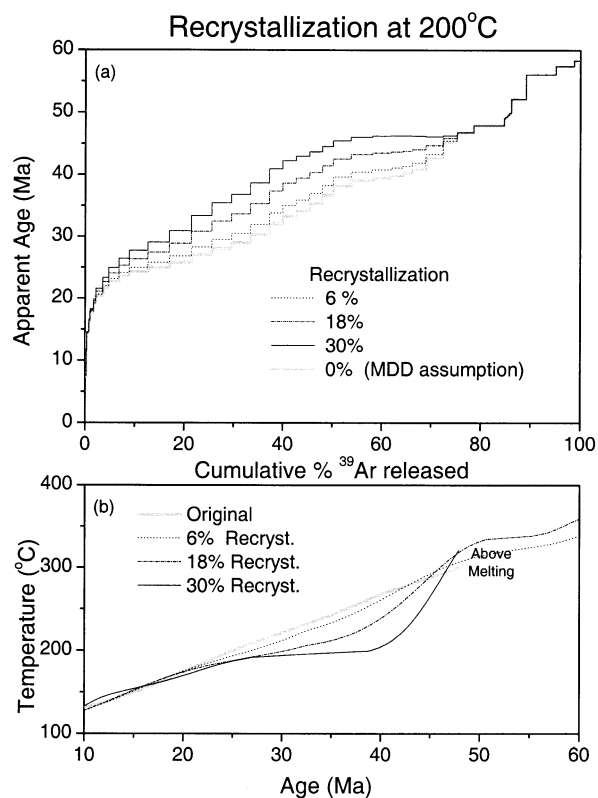 Recrystallization at 200°C
(a)
60
50
40
30
20
10
0
Apparent Age (Ma)
Recrystallization
6 %
18%
30%
0% (MDD assumption)
0 20 40 60 80 100
Cumulative % ³⁹Ar released
(b)
400
300
200
100
Temperature (°C)
Original
6% Recryst.
18% Recryst.
30% Recryst.
Above
Melting
10 20 30 40 50 60
Age (Ma)